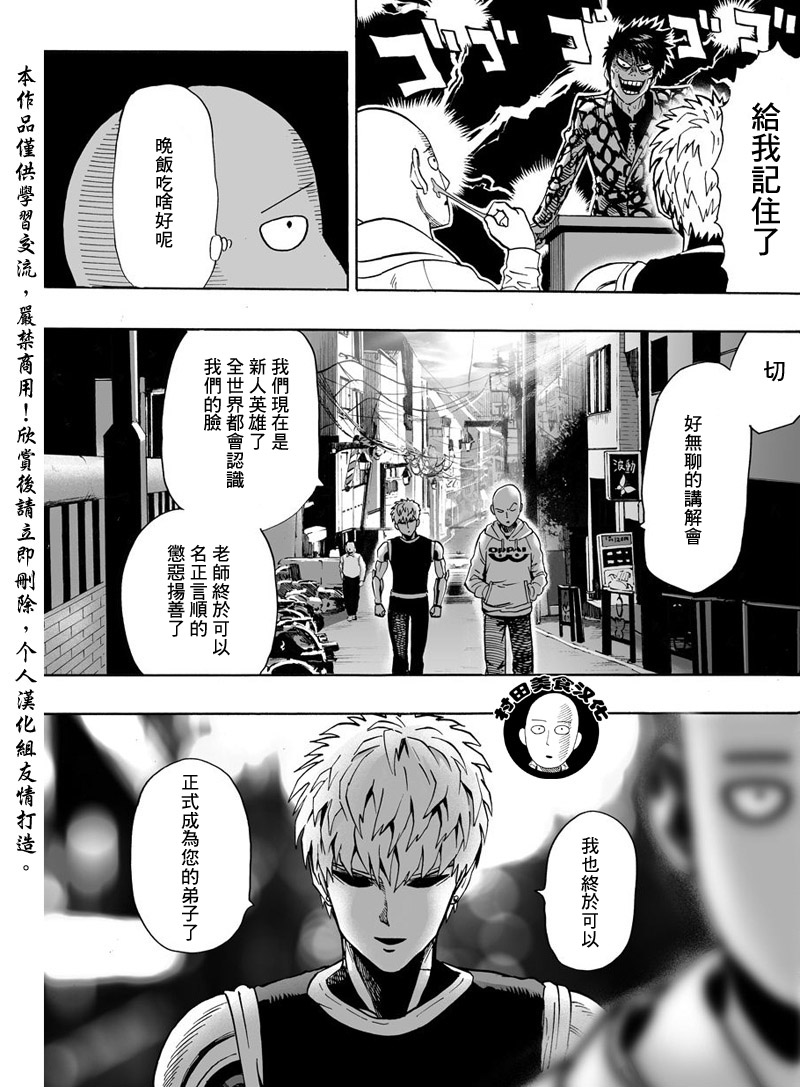 ゴゴゴゴ
給我記住了
晚飯吃啥好呢
切
好無聊的講解會
我們現在是
新人英雄了
全世界都會認識
我們的臉
老師終於可以
名正言順的
懲惡揚善了
波動
OPPAI
村田美食汉化
我也終於可以
正式成為您的弟子了
本作品僅供學習交流，嚴禁商用！欣賞後請立即刪除，个人漢化組友情打造。